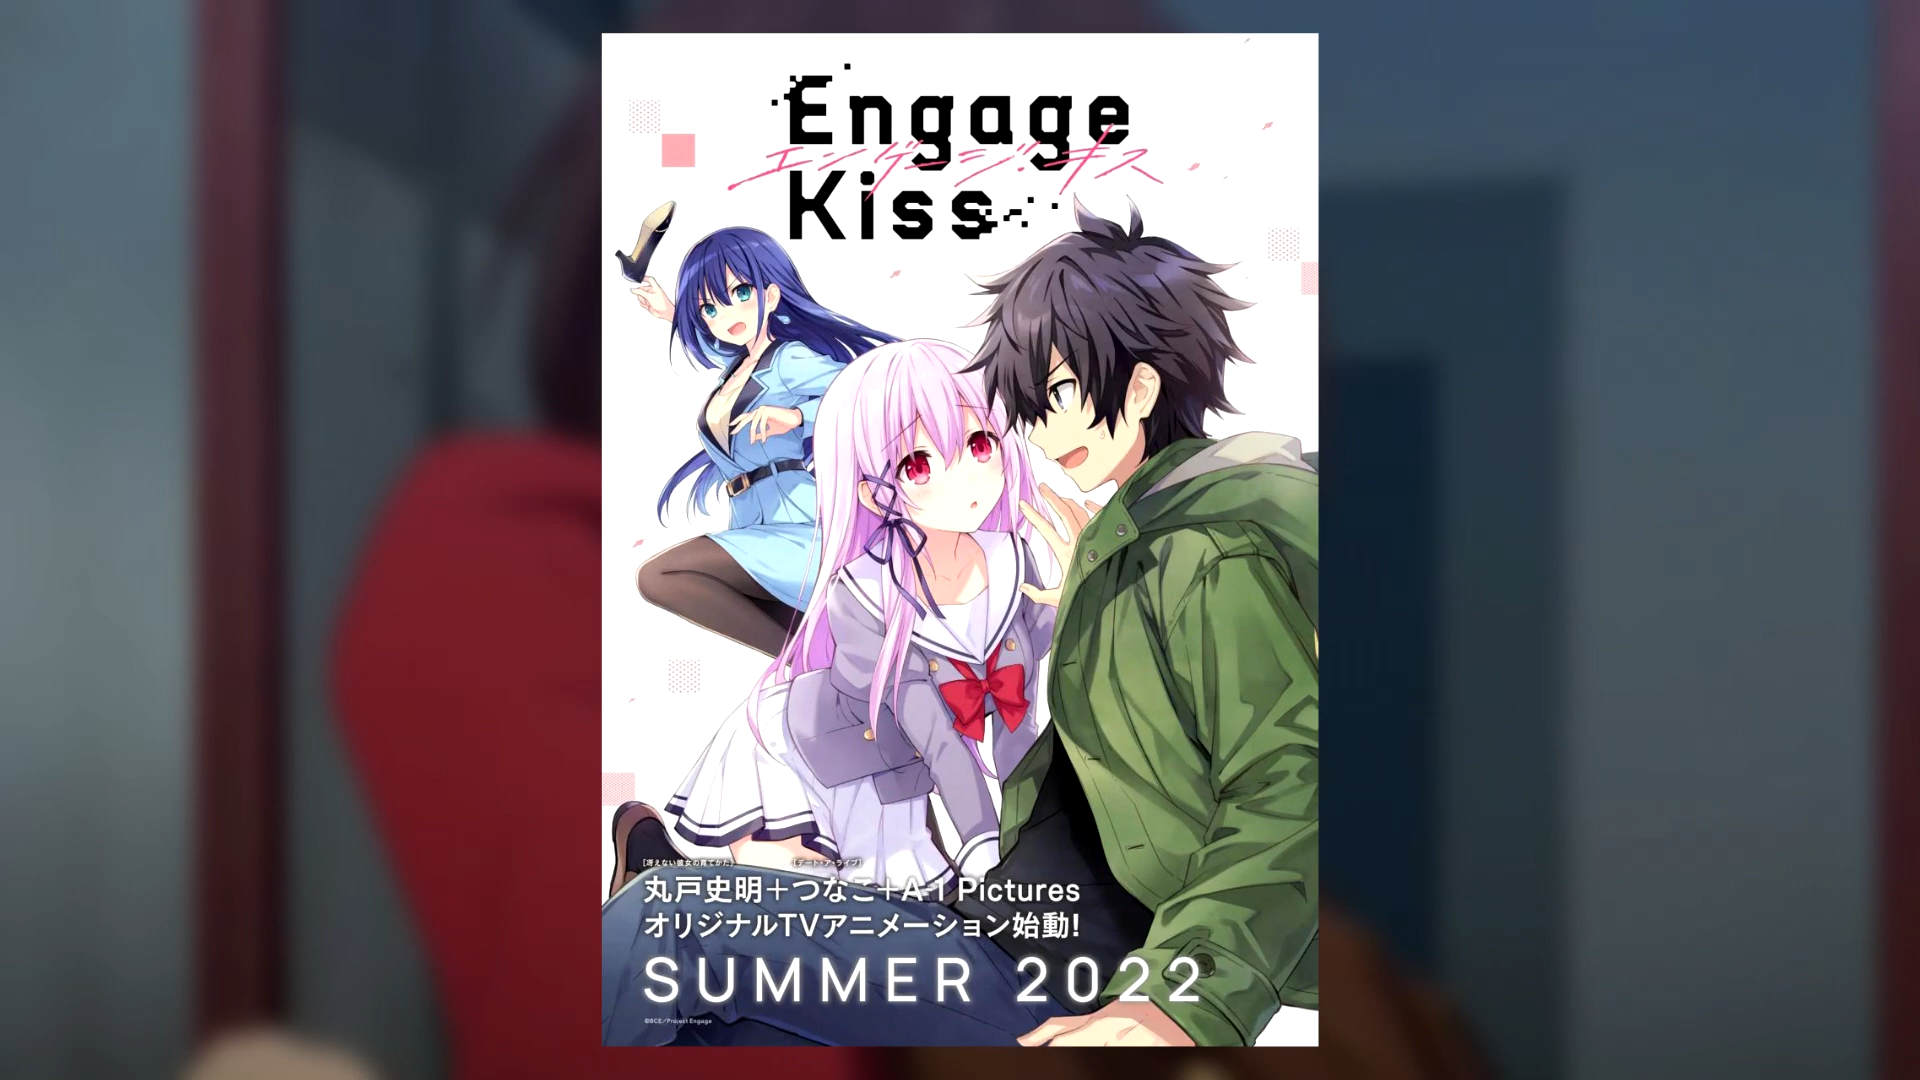 Engage
エンゲージ・キス
Kiss
[冴えない彼女の育てかた] [デート・ア・ライブ]
丸戸史明+つなこ+A-1 Pictures
オリジナルTVアニメーション始動!
SUMMER 2022
©BCE/Project Engage